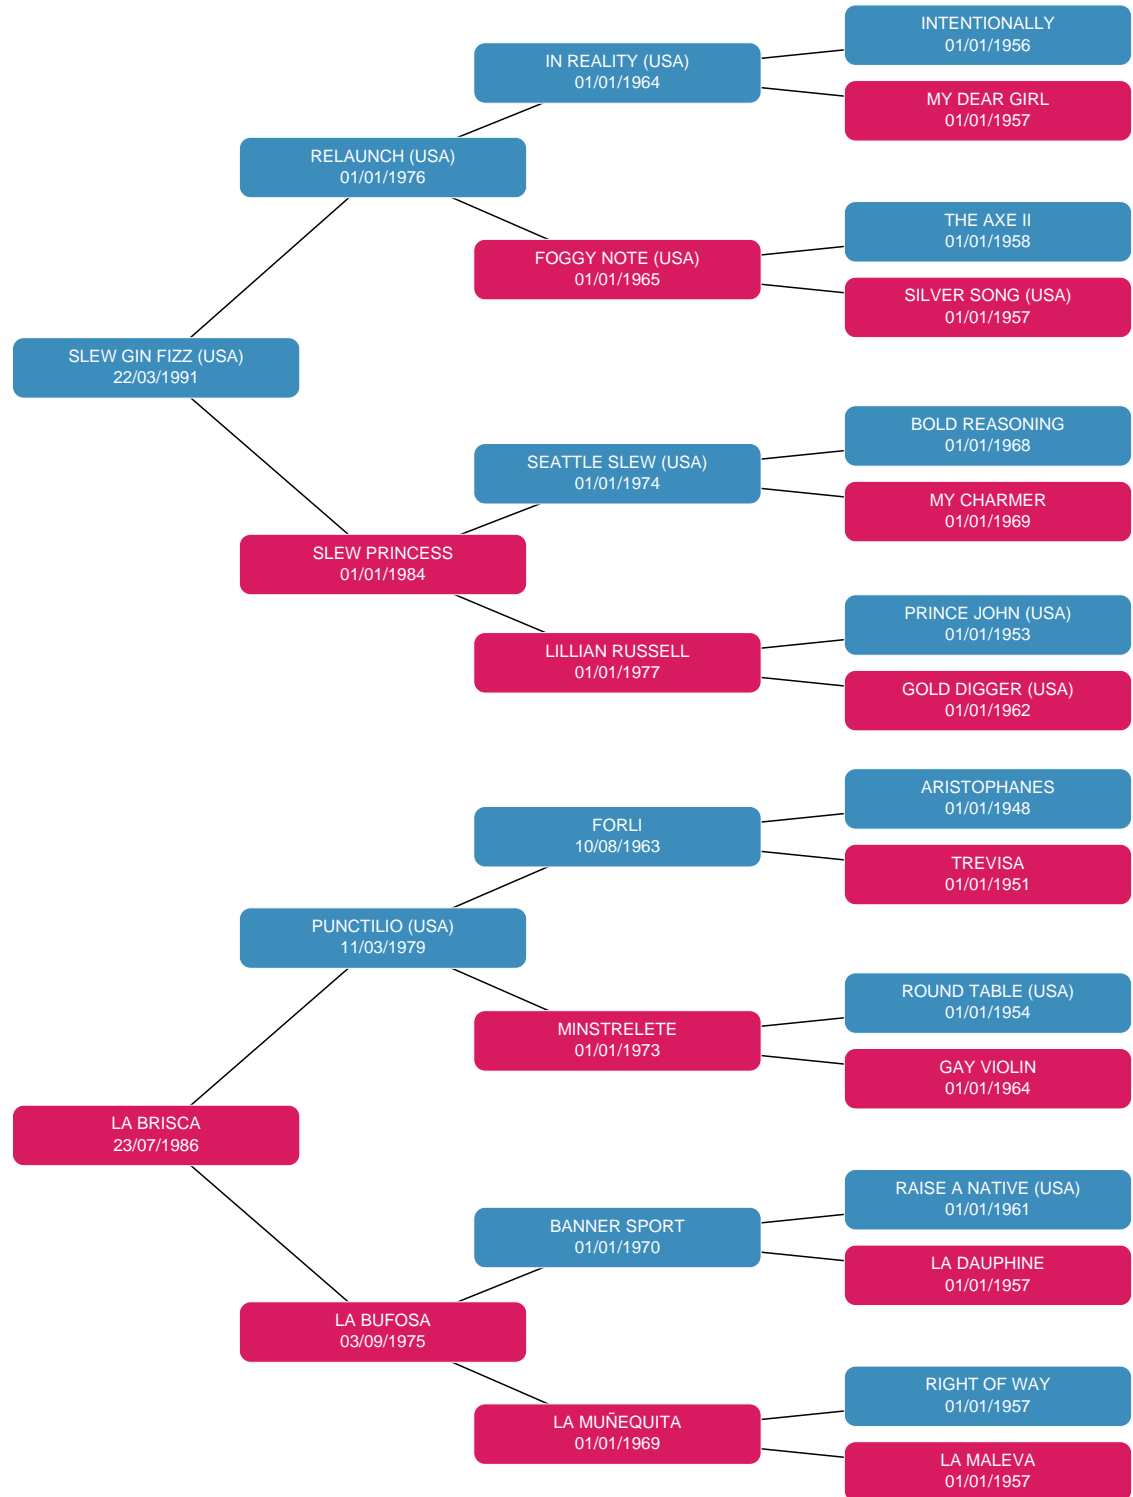 INTENTIONALLY
01/01/1956
IN REALITY (USA)
01/01/1964
MY DEAR GIRL
01/01/1957
RELAUNCH (USA)
01/01/1976
THE AXE II
01/01/1958
FOGGY NOTE (USA)
01/01/1965
SILVER SONG (USA)
01/01/1957
SLEW GIN FIZZ (USA)
22/03/1991
BOLD REASONING
01/01/1968
SEATTLE SLEW (USA)
01/01/1974
MY CHARMER
01/01/1969
SLEW PRINCESS
01/01/1984
PRINCE JOHN (USA)
01/01/1953
LILLIAN RUSSELL
01/01/1977
GOLD DIGGER (USA)
01/01/1962
ARISTOPHANES
01/01/1948
FORLI
10/08/1963
TREVISA
01/01/1951
PUNCTILIO (USA)
11/03/1979
ROUND TABLE (USA)
01/01/1954
MINSTRELETE
01/01/1973
GAY VIOLIN
01/01/1964
LA BRISCA
23/07/1986
RAISE A NATIVE (USA)
01/01/1961
BANNER SPORT
01/01/1970
LA DAUPHINE
01/01/1957
LA BUFOSA
03/09/1975
RIGHT OF WAY
01/01/1957
LA MUÑEQUITA
01/01/1969
LA MALEVA
01/01/1957